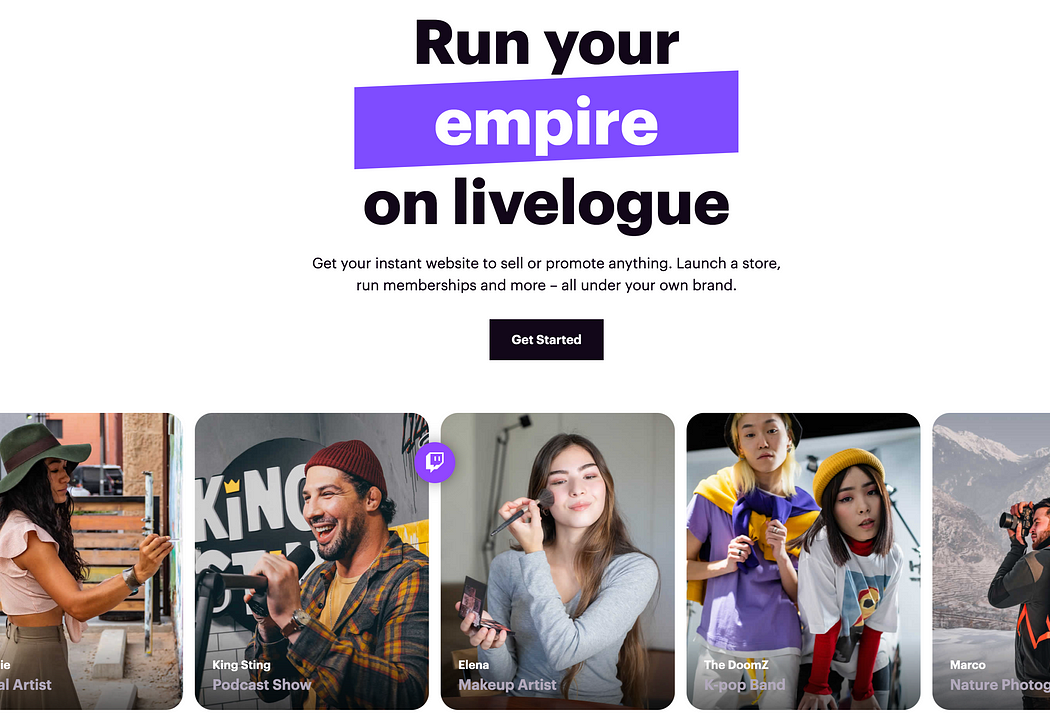 Run your
empire
on livelogue
Get your instant website to sell or promote anything. Launch a store,
run memberships and more – all under your own brand.
Get Started
KiNG
ie
al Artist
King Sting
Podcast Show
Elena
Makeup Artist
The DoomZ
K-pop Band
Marco
Nature Photog